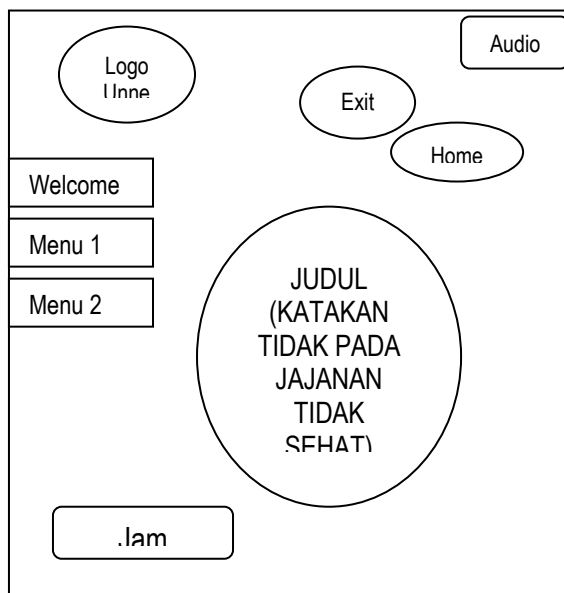 Logo
Unne
Audio
Exit
Home
Welcome
Menu 1
Menu 2
JUDUL
(KATAKAN
TIDAK PADA
JAJANAN
TIDAK
SEHAT)
Jam